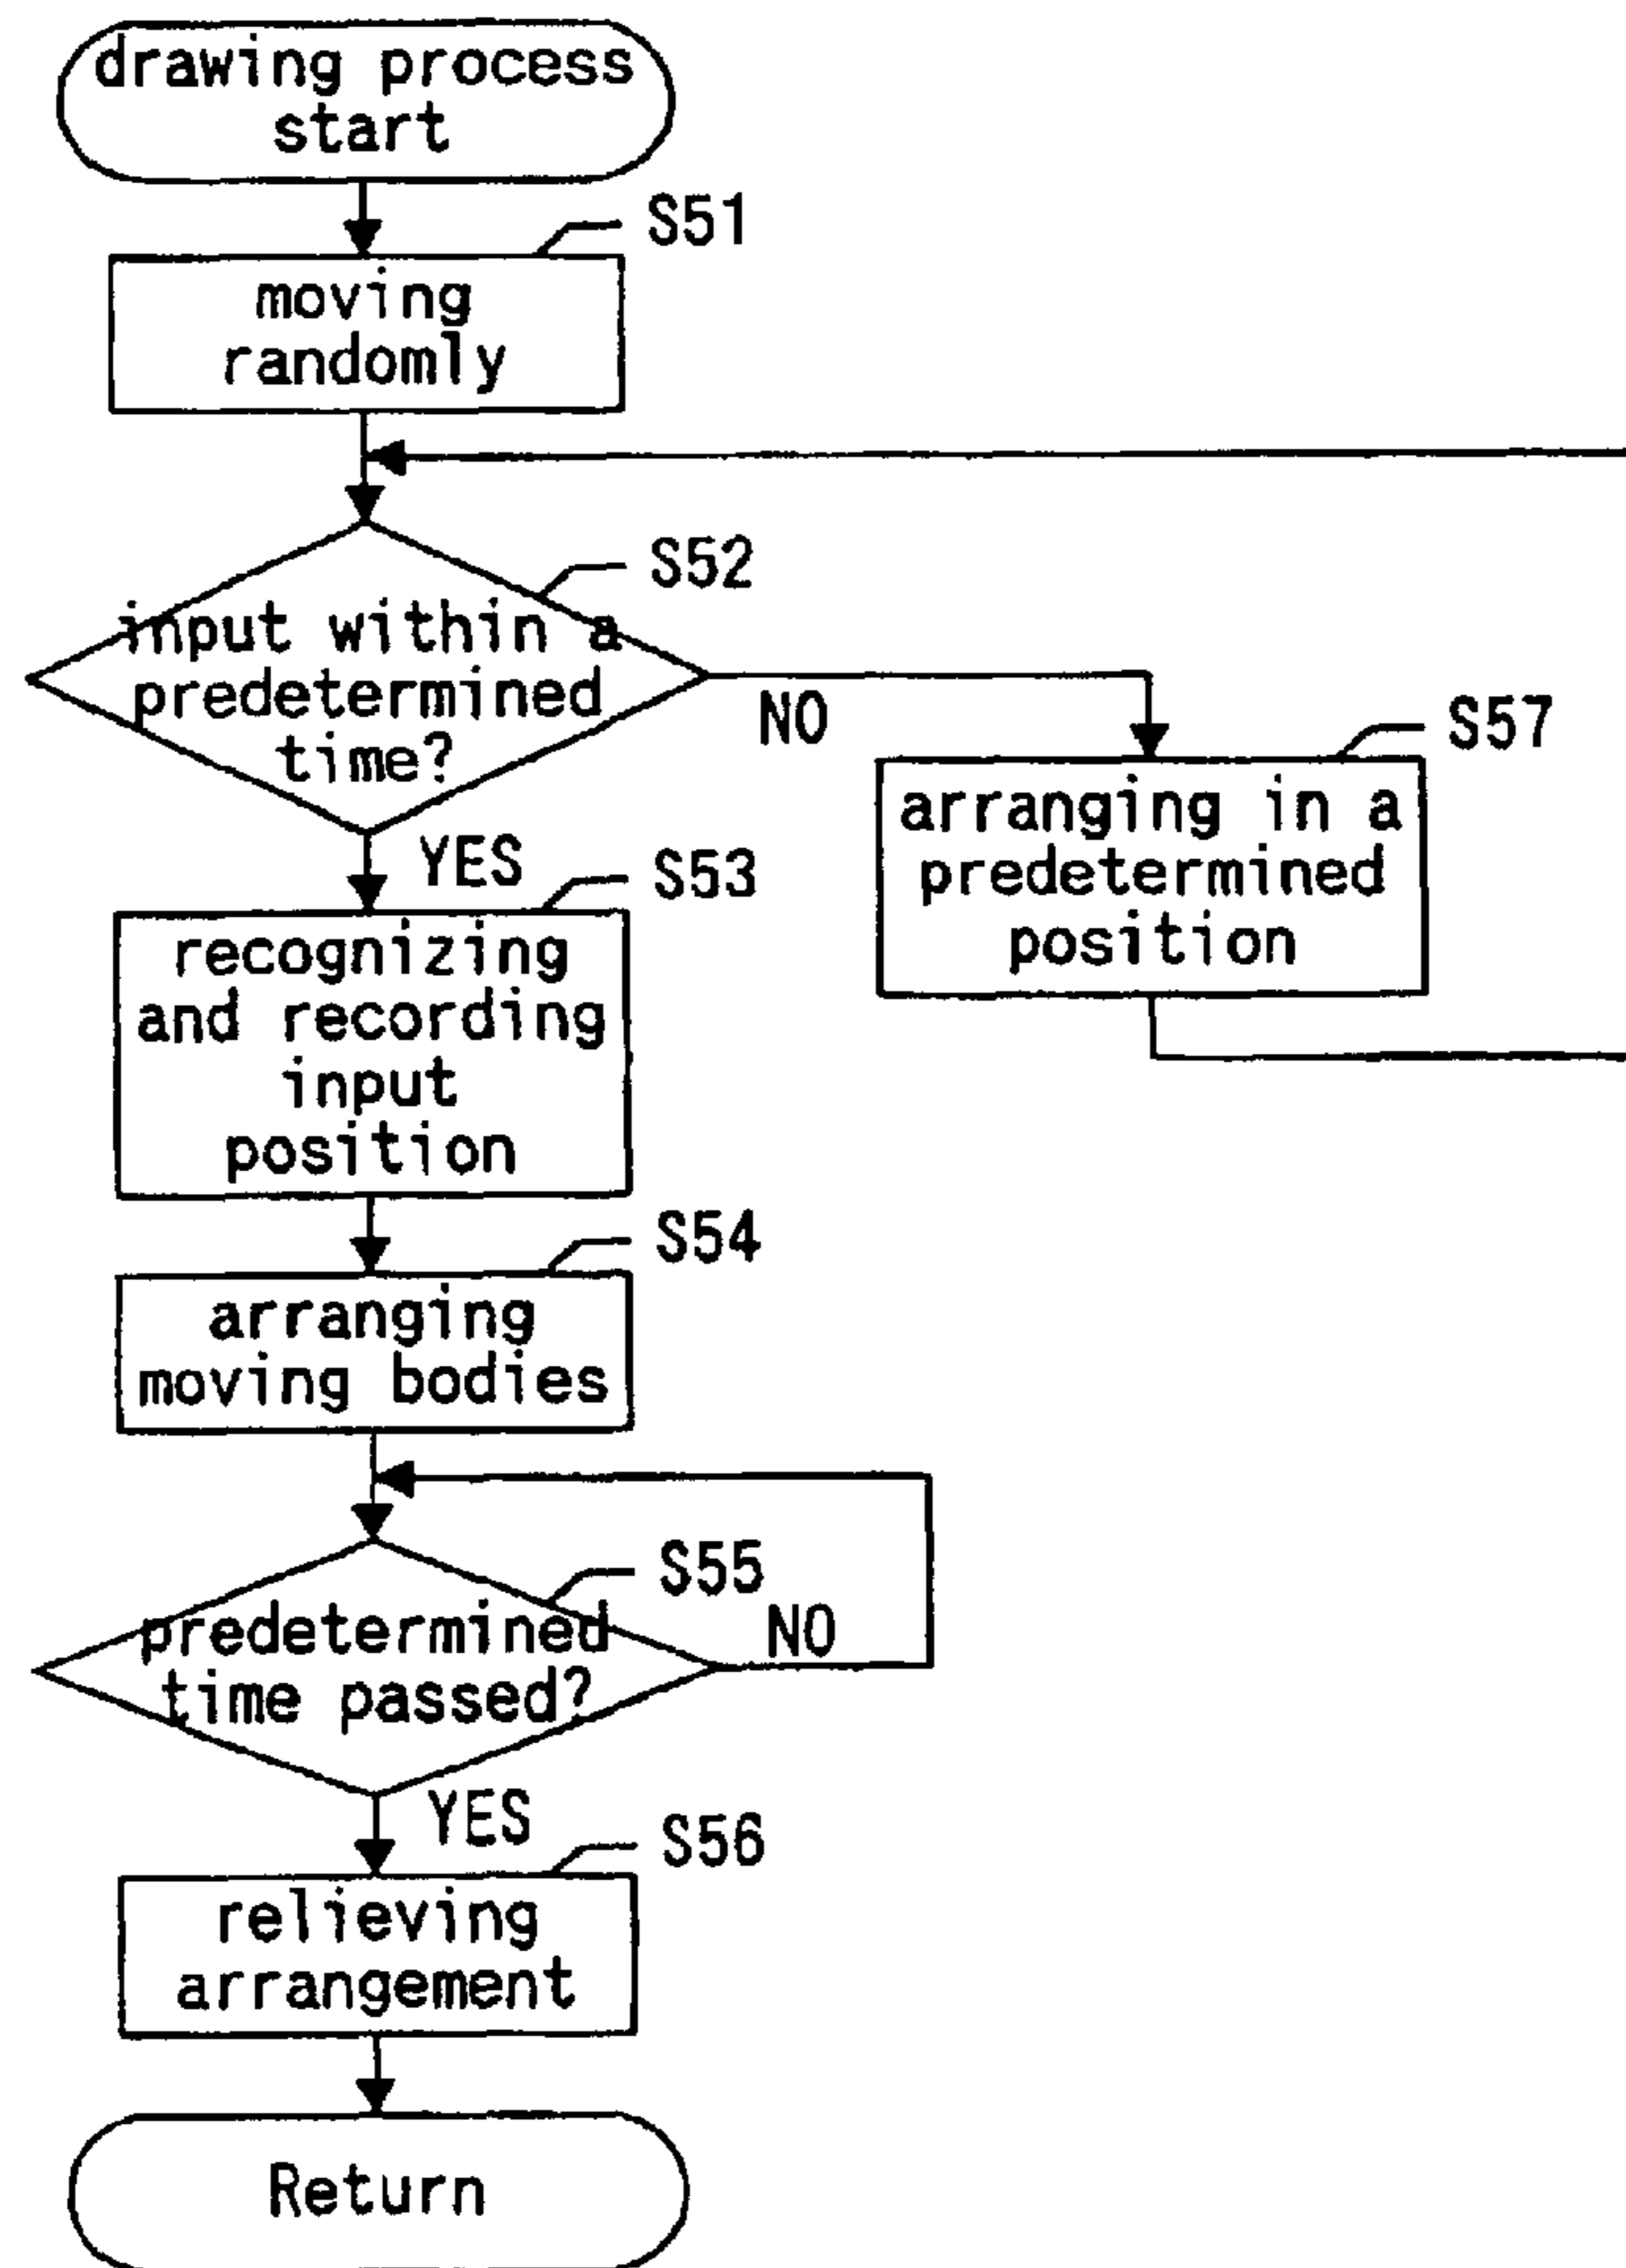 drawing process
start
S51
moving
randomly
S52
input within a
predetermined
time?
NO
YES
S57
arranging in a
predetermined
position
S53
recognizing
and recording
input
position
S54
arranging
moving bodies
S55
predetermined
time passed?
NO
YES
S56
relieving
arrangement
Return